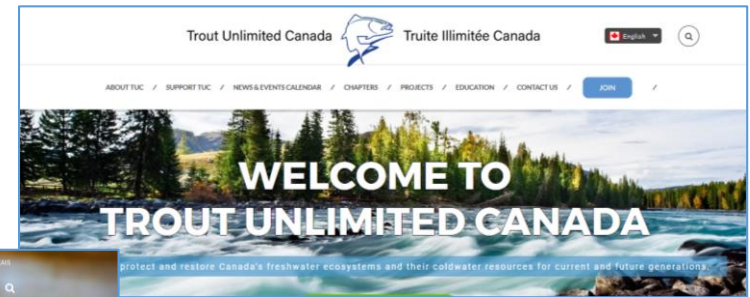 Trout Unlimited Canada Truite Illimitée Canada
English
ABOUT TUC / SUPPORT TUC / NEWS & EVENTS CALENDAR / CHAPTERS / PROJECTS / EDUCATION / CONTACT US / JOIN /
WELCOME TO
TROUT UNLIMITED CANADA
protect and restore Canada's freshwater ecosystems and their coldwater resources for current and future generations.